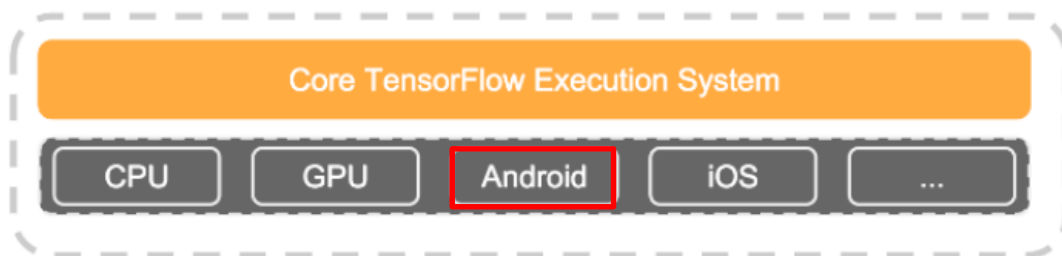 Core TensorFlow Execution System
CPU GPU Android iOS ...